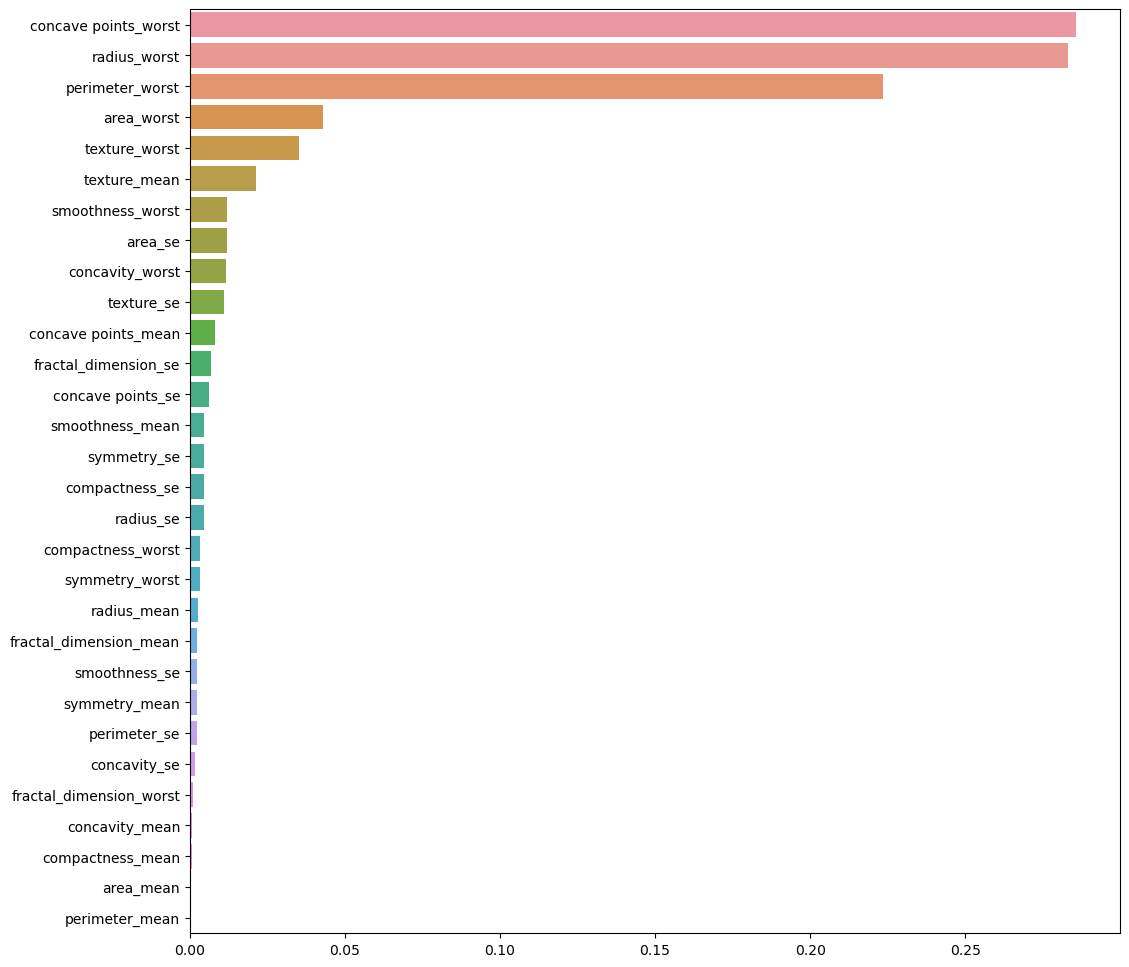 concave points_worst
radius_worst
perimeter_worst
area_worst
texture_worst
texture_mean
smoothness_worst
area_se
concavity_worst
texture_se
concave points_mean
fractal_dimension_se
concave points_se
smoothness_mean
symmetry_se
compactness_se
radius_se
compactness_worst
symmetry_worst
radius_mean
fractal_dimension_mean
smoothness_se
symmetry_mean
perimeter_se
concavity_se
fractal_dimension_worst
concavity_mean
compactness_mean
area_mean
perimeter_mean
0.00 0.05 0.10 0.15 0.20 0.25